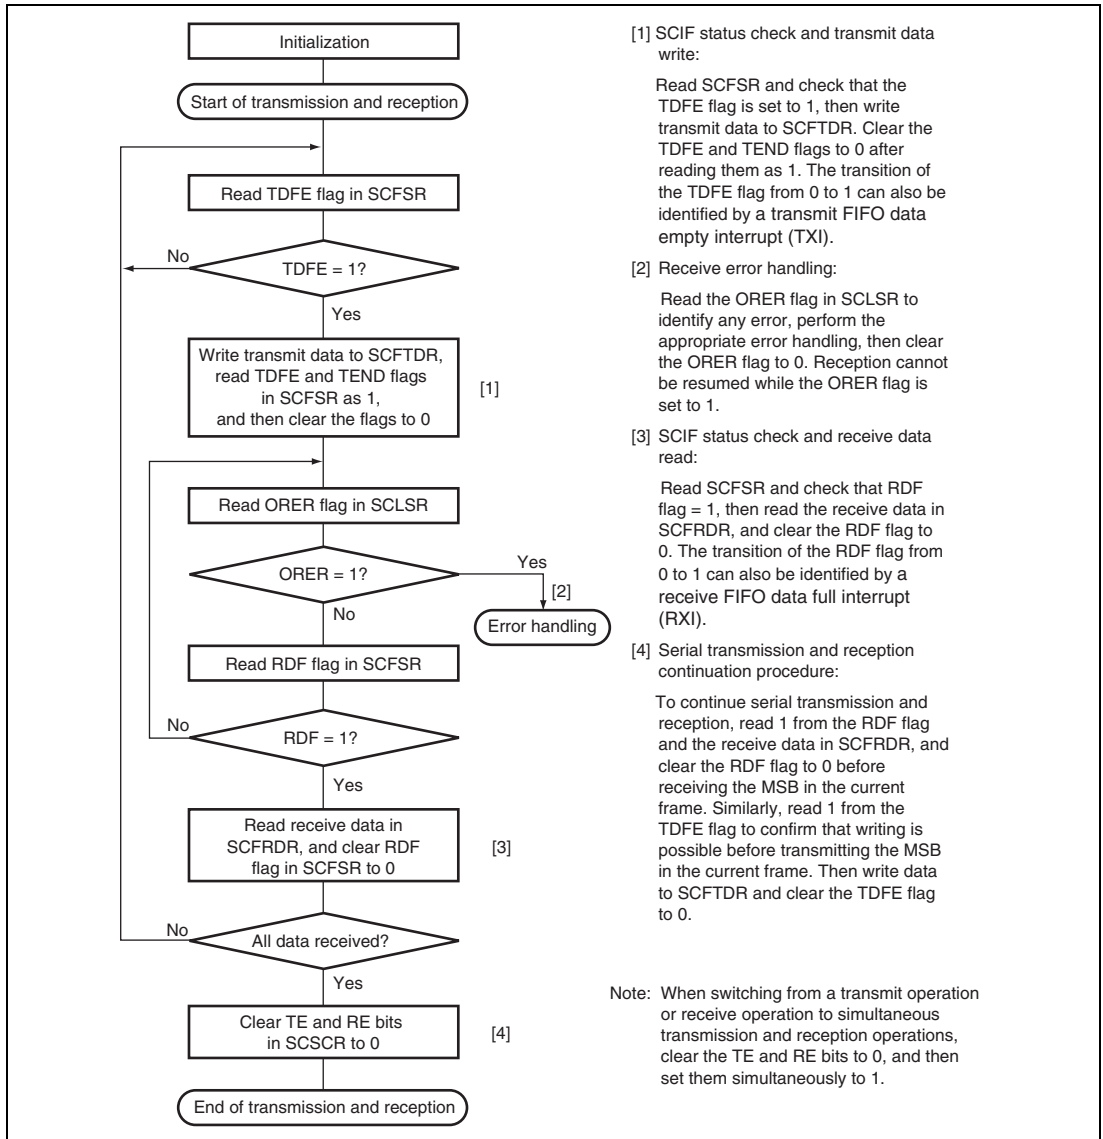 Initialization
Start of transmission and reception
Read TDFE flag in SCFSR
No
TDFE = 1?
Yes
Write transmit data to SCFTDR,
read TDFE and TEND flags
in SCFSR as 1,
and then clear the flags to 0
[1]
Read ORER flag in SCLSR
ORER = 1?
Yes
[2]
Error handling
No
Read RDF flag in SCFSR
No
RDF = 1?
Yes
Read receive data in
SCFRDR, and clear RDF
flag in SCFSR to 0
[3]
No
All data received?
Yes
Clear TE and RE bits
in SCSCR to 0
[4]
End of transmission and reception
[1] SCIF status check and transmit data
write:
Read SCFSR and check that the
TDFE flag is set to 1, then write
transmit data to SCFTDR. Clear the
TDFE and TEND flags to 0 after
reading them as 1. The transition of
the TDFE flag from 0 to 1 can also be
identified by a transmit FIFO data
empty interrupt (TXI).
[2] Receive error handling:
Read the ORER flag in SCLSR to
identify any error, perform the
appropriate error handling, then clear
the ORER flag to 0. Reception cannot
be resumed while the ORER flag is
set to 1.
[3] SCIF status check and receive data
read:
Read SCFSR and check that RDF
flag = 1, then read the receive data in
SCFRDR, and clear the RDF flag to
0. The transition of the RDF flag from
0 to 1 can also be identified by a
receive FIFO data full interrupt
(RXI).
[4] Serial transmission and reception
continuation procedure:
To continue serial transmission and
reception, read 1 from the RDF flag
and the receive data in SCFRDR, and
clear the RDF flag to 0 before
receiving the MSB in the current
frame. Similarly, read 1 from the
TDFE flag to confirm that writing is
possible before transmitting the MSB
in the current frame. Then write data
to SCFTDR and clear the TDFE flag
to 0.
Note: When switching from a transmit operation
or receive operation to simultaneous
transmission and reception operations,
clear the TE and RE bits to 0, and then
set them simultaneously to 1.